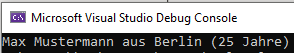 Microsoft Visual Studio Debug Console
Max Mustermann aus Berlin (25 Jahre)